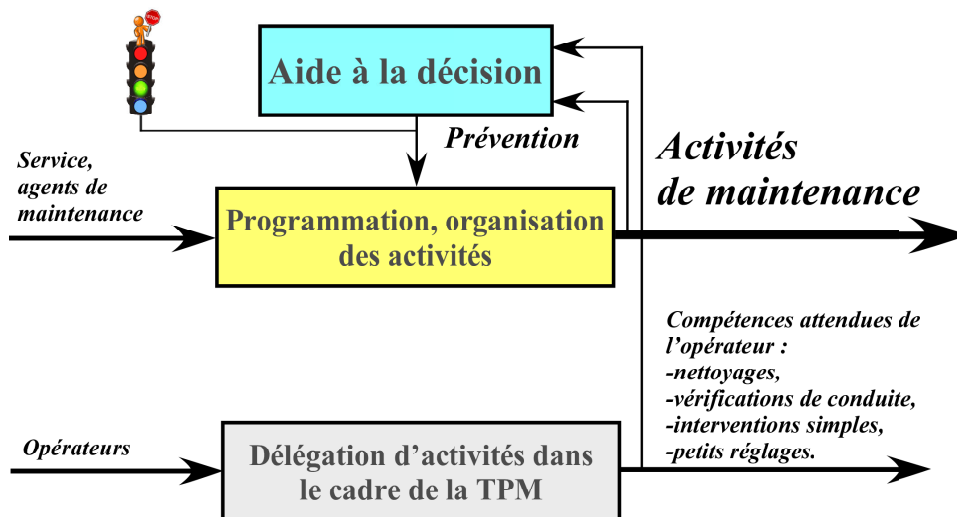 STOP
Aide à la décision
Prévention
Service,
agents de
maintenance
Activités
de maintenance
Programmation, organisation
des activités
Compétences attendues de
l’opérateur :
-nettoyages,
-vérifications de conduite,
-interventions simples,
-petits réglages.
Opérateurs
Délégation d’activités dans
le cadre de la TPM